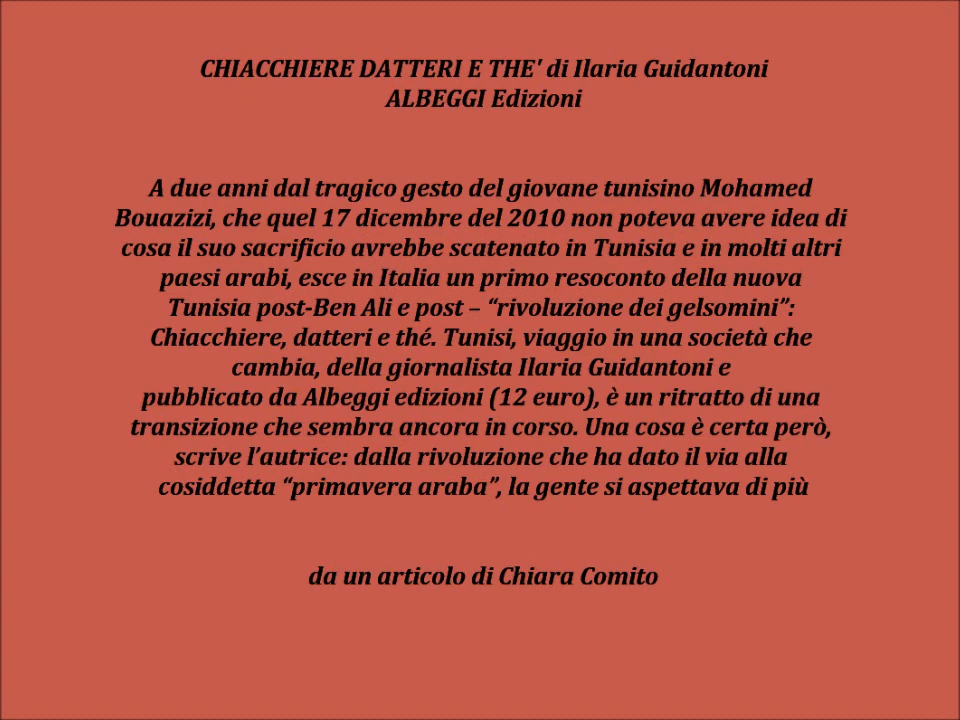 CHIACCHIERE DATTERI E THE' di Ilaria Guidantoni
ALBEGGI Edizioni
A due anni dal tragico gesto del giovane tunisino Mohamed
Bouazizi, che quel 17 dicembre del 2010 non poteva avere idea di
cosa il suo sacrificio avrebbe scatenato in Tunisia e in molti altri
paesi arabi, esce in Italia un primo resoconto della nuova
Tunisia post-Ben Ali e post – “rivoluzione dei gelsomini”:
Chiacchiere, datteri e thé. Tunisi, viaggio in una società che
cambia, della giornalista Ilaria Guidantoni e
pubblicato da Albeggi edizioni (12 euro), è un ritratto di una
transizione che sembra ancora in corso. Una cosa è certa però,
scrive l’autrice: dalla rivoluzione che ha dato il via alla
cosiddetta “primavera araba”, la gente si aspettava di più
da un articolo di Chiara Comito